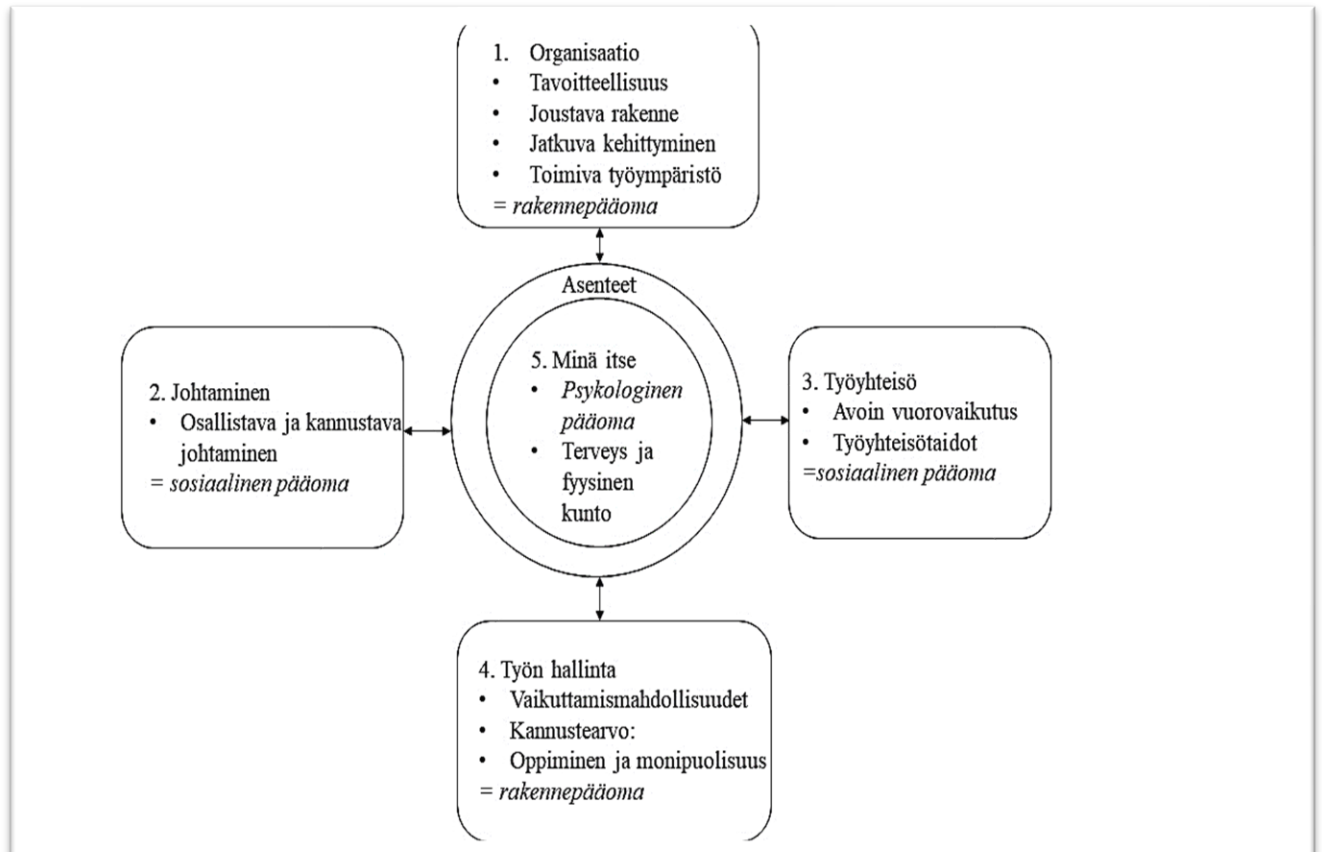 1. Organisaatio
• Tavoitteellisuus
• Joustava rakenne
• Jatkuva kehittyminen
• Toimiva työympäristö
= rakennepääoma
Asenteet
2. Johtaminen
• Osallistava ja kannustava
johtaminen
= sosiaalinen pääoma
5. Minä itse
• Psykologinen
pääoma
• Terveys ja
fyysinen
kunto
3. Työyhteisö
• Avoin vuorovaikutus
• Työyhteisötaidot
=sosiaalinen pääoma
4. Työn hallinta
• Vaikuttamismahdollisuudet
• Kannustearvo:
• Oppiminen ja monipuolisuus
= rakennepääoma